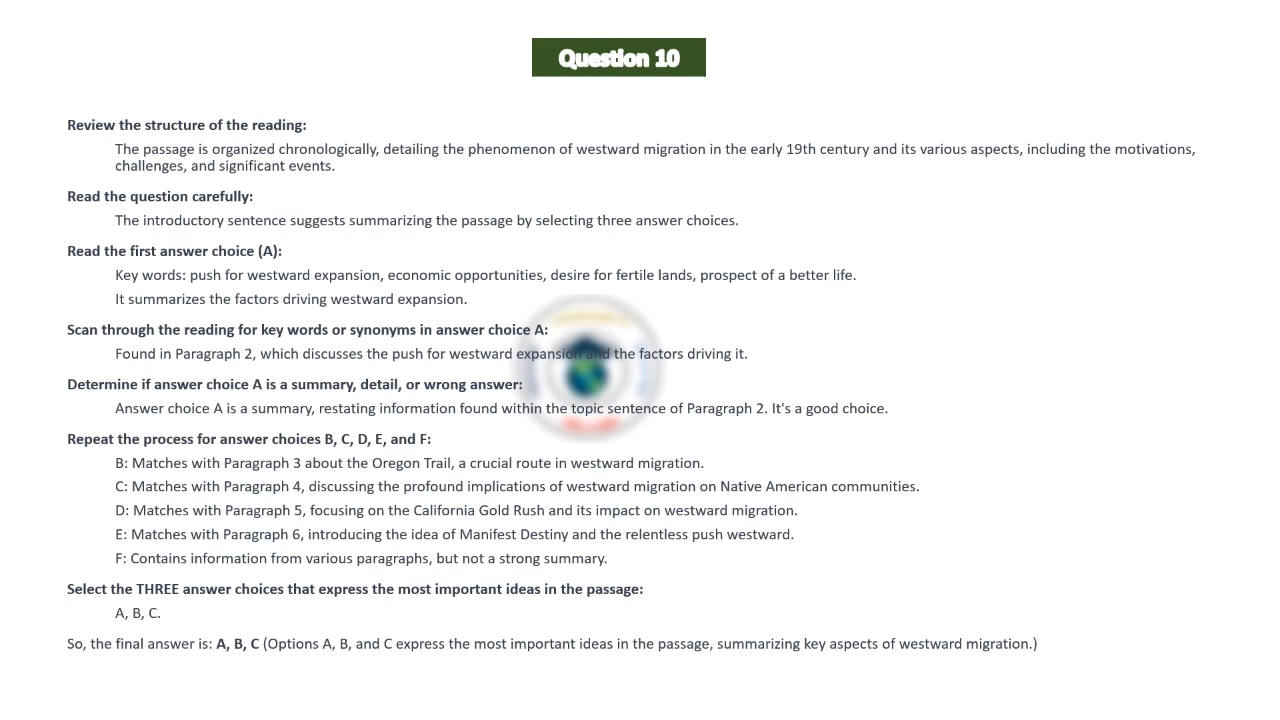 Question 10
Review the structure of the reading:
The passage is organized chronologically, detailing the phenomenon of westward migration in the early 19th century and its various aspects, including the motivations,
challenges, and significant events.
Read the question carefully:
The introductory sentence suggests summarizing the passage by selecting three answer choices.
Read the first answer choice (A):
Key words: push for westward expansion, economic opportunities, desire for fertile lands, prospect of a better life.
It summarizes the factors driving westward expansion.
Scan through the reading for key words or synonyms in answer choice A:
Found in Paragraph 2, which discusses the push for westward expansion and the factors driving it.
Determine if answer choice A is a summary, detail, or wrong answer:
Answer choice A is a summary, restating information found within the topic sentence of Paragraph 2. It's a good choice.
Repeat the process for answer choices B, C, D, E, and F:
B: Matches with Paragraph 3 about the Oregon Trail, a crucial route in westward migration.
C: Matches with Paragraph 4, discussing the profound implications of westward migration on Native American communities.
D: Matches with Paragraph 5, focusing on the California Gold Rush and its impact on westward migration.
E: Matches with Paragraph 6, introducing the idea of Manifest Destiny and the relentless push westward.
F: Contains information from various paragraphs, but not a strong summary.
Select the THREE answer choices that express the most important ideas in the passage:
A, B, C.
So, the final answer is: A, B, C (Options A, B, and C express the most important ideas in the passage, summarizing key aspects of westward migration.)